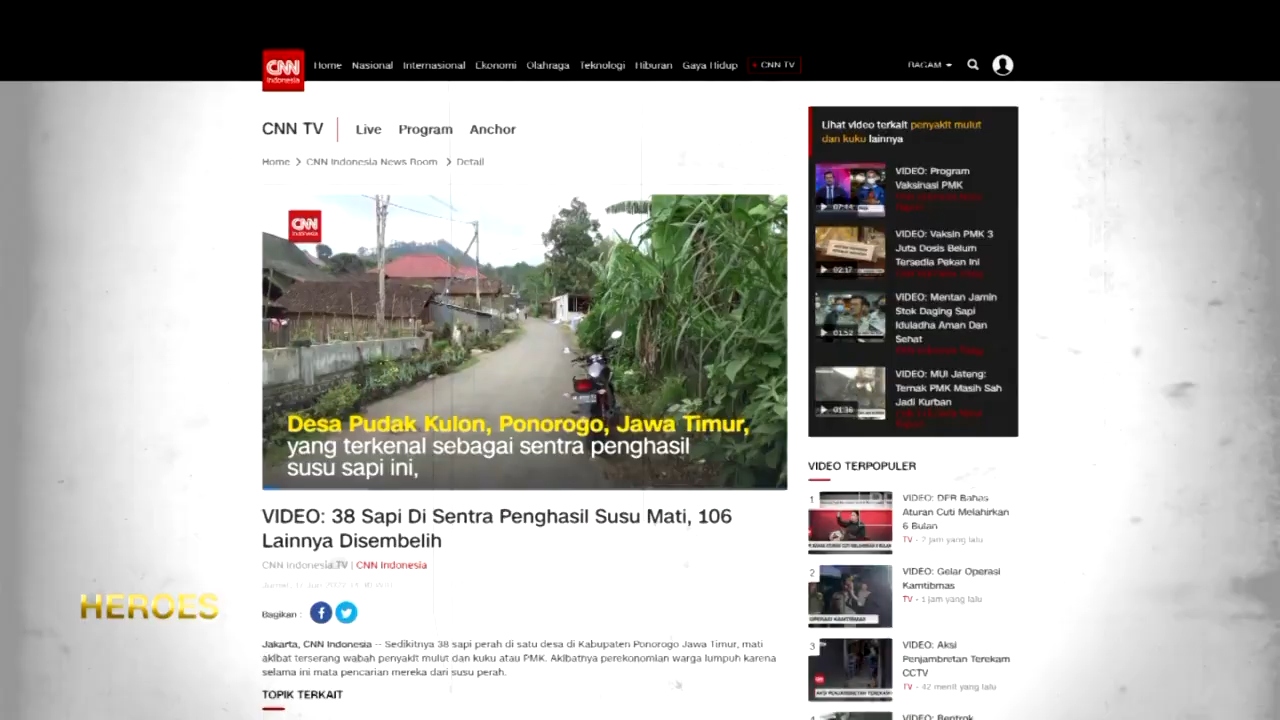 CNN
Indonesia
Home Nasional Internasional Ekonomi Olahraga Teknologi Hiburan Gaya Hidup CNN TV
RAGAM
CNN TV Live Program Anchor
Home > CNN Indonesia News Room > Detail
CNN
Indonesia
Desa Pudak Kulon, Ponorogo, Jawa Timur,
yang terkenal sebagai sentra penghasil
susu sapi ini,
VIDEO: 38 Sapi Di Sentra Penghasil Susu Mati, 106
Lainnya Disembelih
CNN Indonesia TV | CNN Indonesia
Bagikan :
HEROES
Jakarta, CNN Indonesia -- Sedikitnya 38 sapi perah di satu desa di Kabupaten Ponorogo Jawa Timur, mati
akibat terserang wabah penyakit mulut dan kuku atau PMK. Akibatnya perekonomian warga lumpuh karena
selama ini mata pencarian mereka dari susu perah.
TOPIK TERKAIT
Lihat video terkait penyakit mulut
dan kuku lainnya
VIDEO: Program
Vaksinasi PMK
02:44
VIDEO: Vaksin PMK 3
Juta Dosis Belum
Tersedia Pekan Ini
02:17
VIDEO: Mentan Jamin
Stok Daging Sapi
Iduladha Aman Dan
Sehat
01:52
VIDEO: MUI Jateng:
Ternak PMK Masih Sah
Jadi Kurban
01:36
VIDEO TERPOPULER
1
VIDEO: DPR Bahas
Aturan Cuti Melahirkan
6 Bulan
TV - 2 jam yang lalu
2
VIDEO: Gelar Operasi
Kamtibmas
TV - 1 jam yang lalu
OPERASI KAMTIBMAS
3
VIDEO: Aksi
Penjambretan Terekam
CCTV
TV - 42 menit yang lalu
AKSI PENJAMBRETAN TEREKAM
4
VIDEO: Bentrok